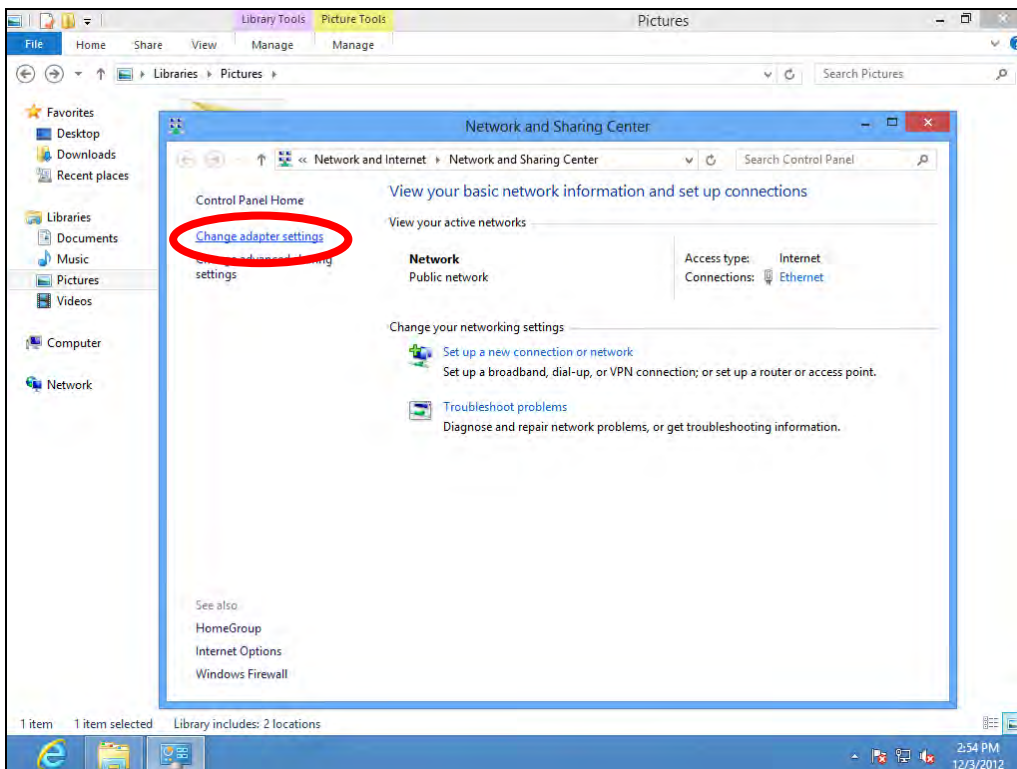 Library Tools Picture Tools Pictures
File Home Share View Manage Manage
Libraries Pictures Search Pictures
Favorites
Desktop
Downloads
Recent places
Libraries
Documents
Music
Pictures
Videos
Computer
Network
Network and Sharing Center
« Network and Internet Network and Sharing Center Search Control Panel
Control Panel Home
Change adapter settings
Change advanced sharing
settings
View your basic network information and set up connections
View your active networks
Network
Public network
Access type: Internet
Connections: Ethernet
Change your networking settings
Set up a new connection or network
Set up a broadband, dial-up, or VPN connection; or set up a router or access point.
Troubleshoot problems
Diagnose and repair network problems, or get troubleshooting information.
See also
HomeGroup
Internet Options
Windows Firewall
1 item 1 item selected Library includes: 2 locations
2:54 PM
12/3/2012